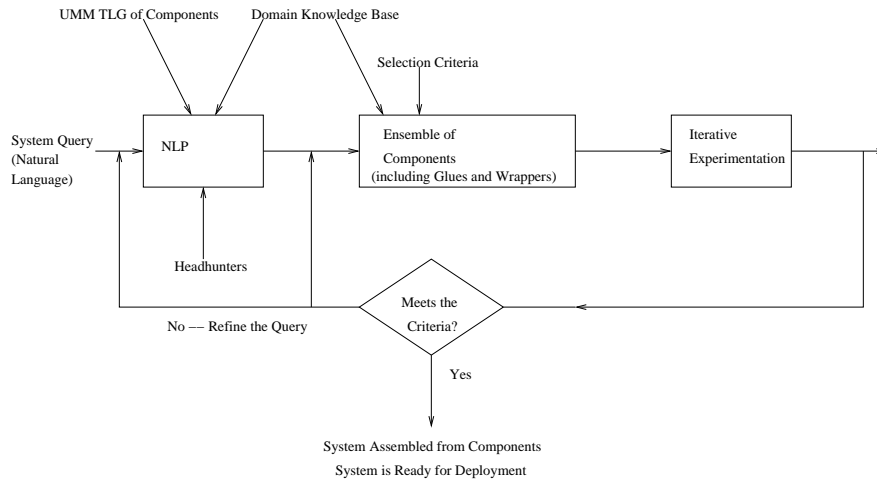 UMM TLG of Components
Domain Knowledge Base
Selection Criteria
System Query
(Natural
Language)
NLP
Ensemble of
Components
(including Glues and Wrappers)
Iterative
Experimentation
Headhunters
Meets the
Criteria?
No −− Refine the Query
Yes
System Assembled from Components
System is Ready for Deployment